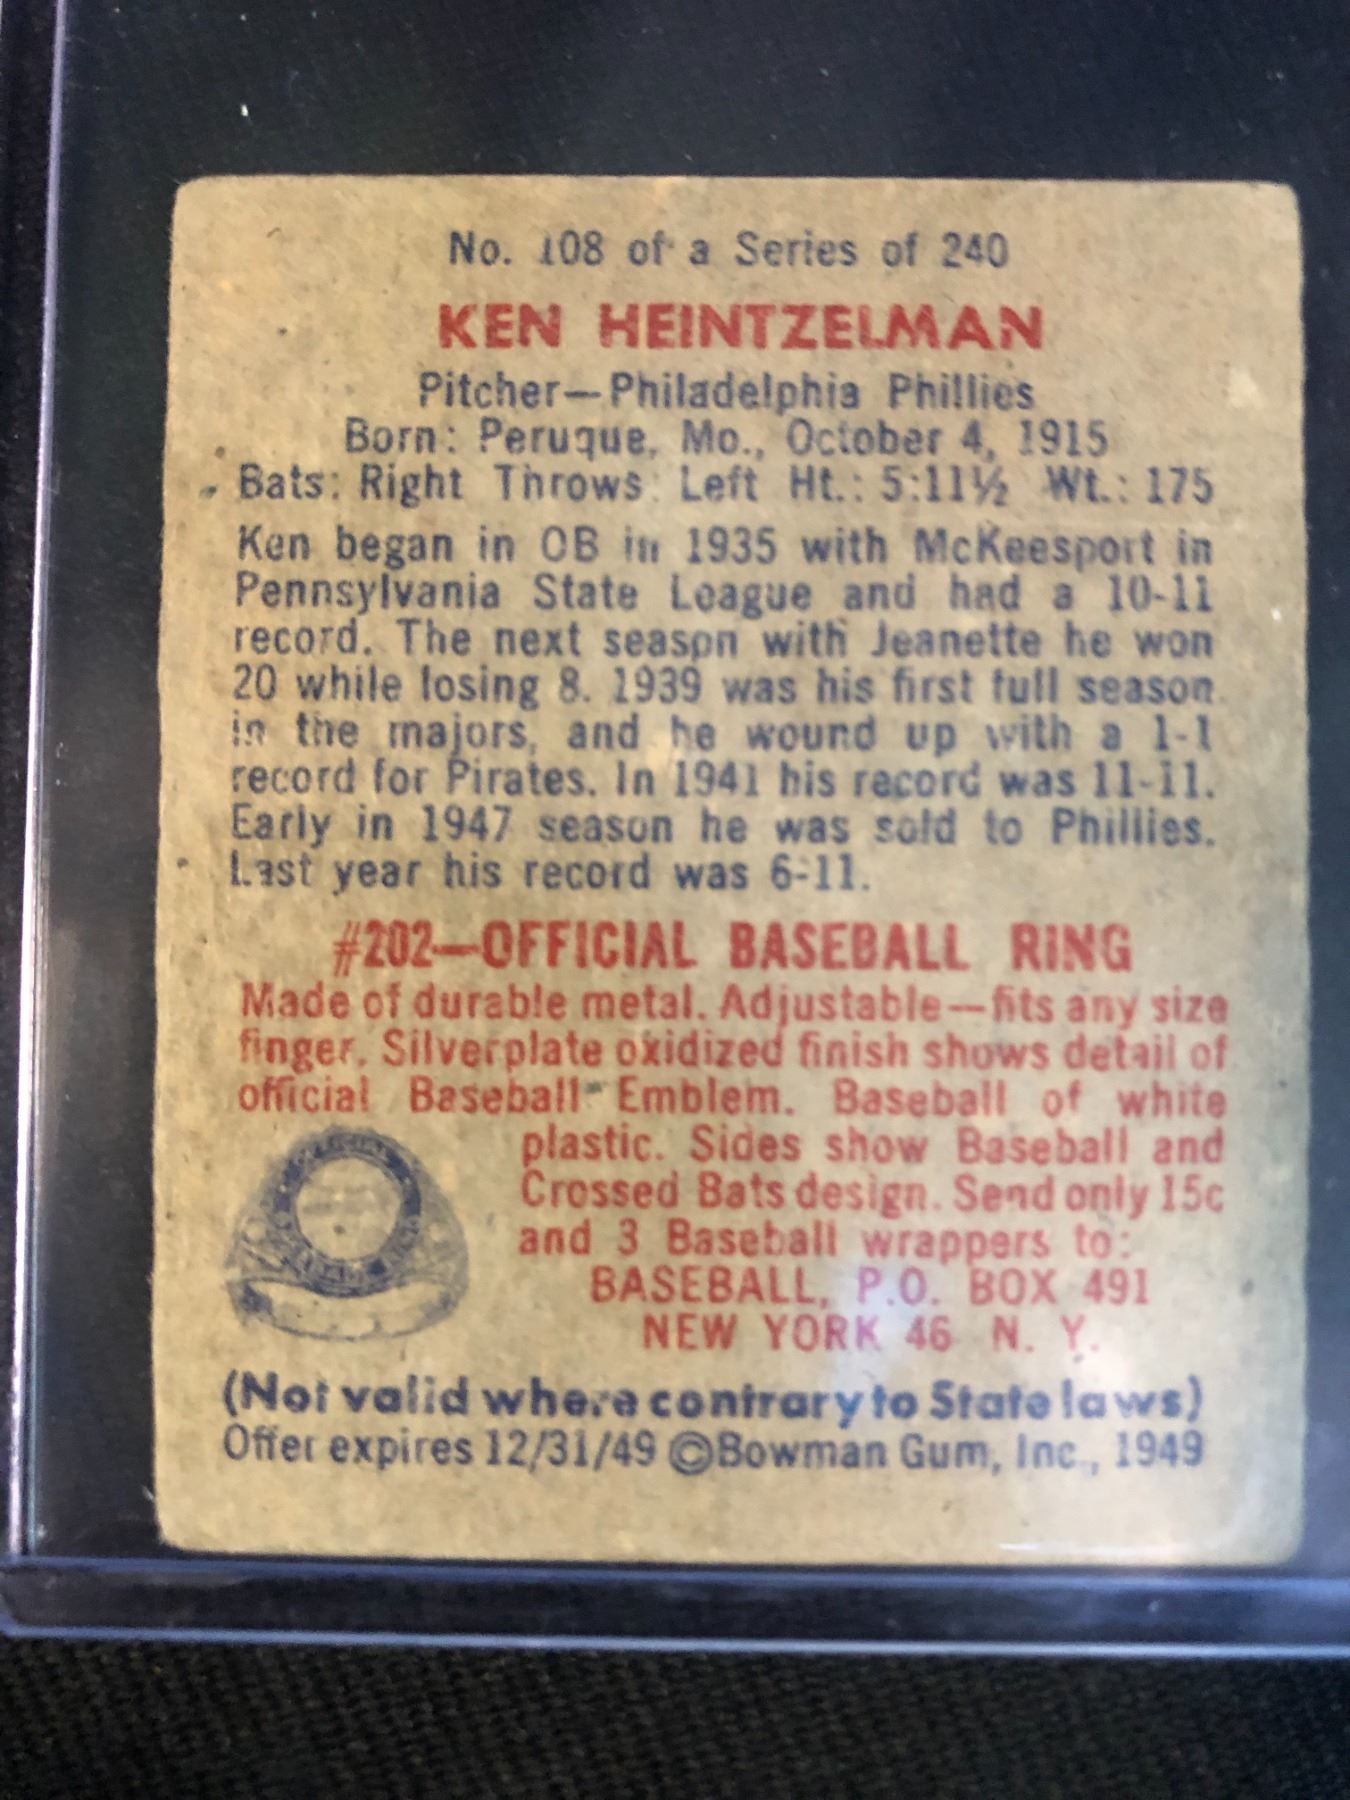 No. 108 of a Series of 240
KEN HEINTZELMAN
Pitcher—Philadelphia Phillies
Born: Peruque, Mo., October 4, 1915
Bats: Right Throws: Left Ht.: 5:11½ Wt.: 175
Ken began in OB in 1935 with McKeesport in
Pennsylvania State League and had a 10-11
record. The next season with Jeanette he won
20 while losing 8. 1939 was his first full season
in the majors, and he wound up with a 1-1
record for Pirates. In 1941 his record was 11-11.
Early in 1947 season he was sold to Phillies.
Last year his record was 6-11.
#202—OFFICIAL BASEBALL RING
Made of durable metal. Adjustable—fits any size
finger. Silverplate oxidized finish shows detail of
official Baseball Emblem. Baseball of white
plastic. Sides show Baseball and
Crossed Bats design. Send only 15c
and 3 Baseball wrappers to:
BASEBALL, P.O. BOX 491
NEW YORK 46 N. Y.
(Not valid where contrary to State laws)
Offer expires 12/31/49 ©Bowman Gum, Inc., 1949